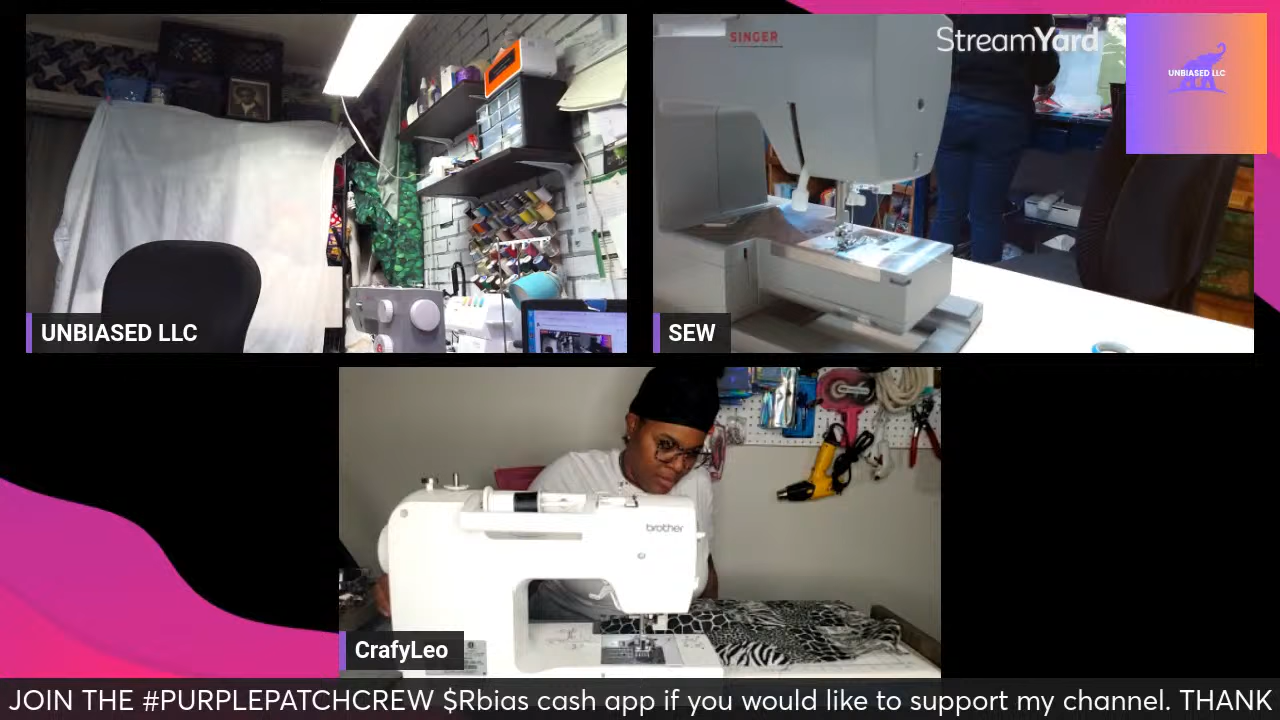 SINGER
StreamYard
UNBIASED LLC
UNBIASED LLC
SEW
brother
CrafyLeo
JOIN THE #PURPLEPATCHCREW $Rbias cash app if you would like to support my channel. THANK